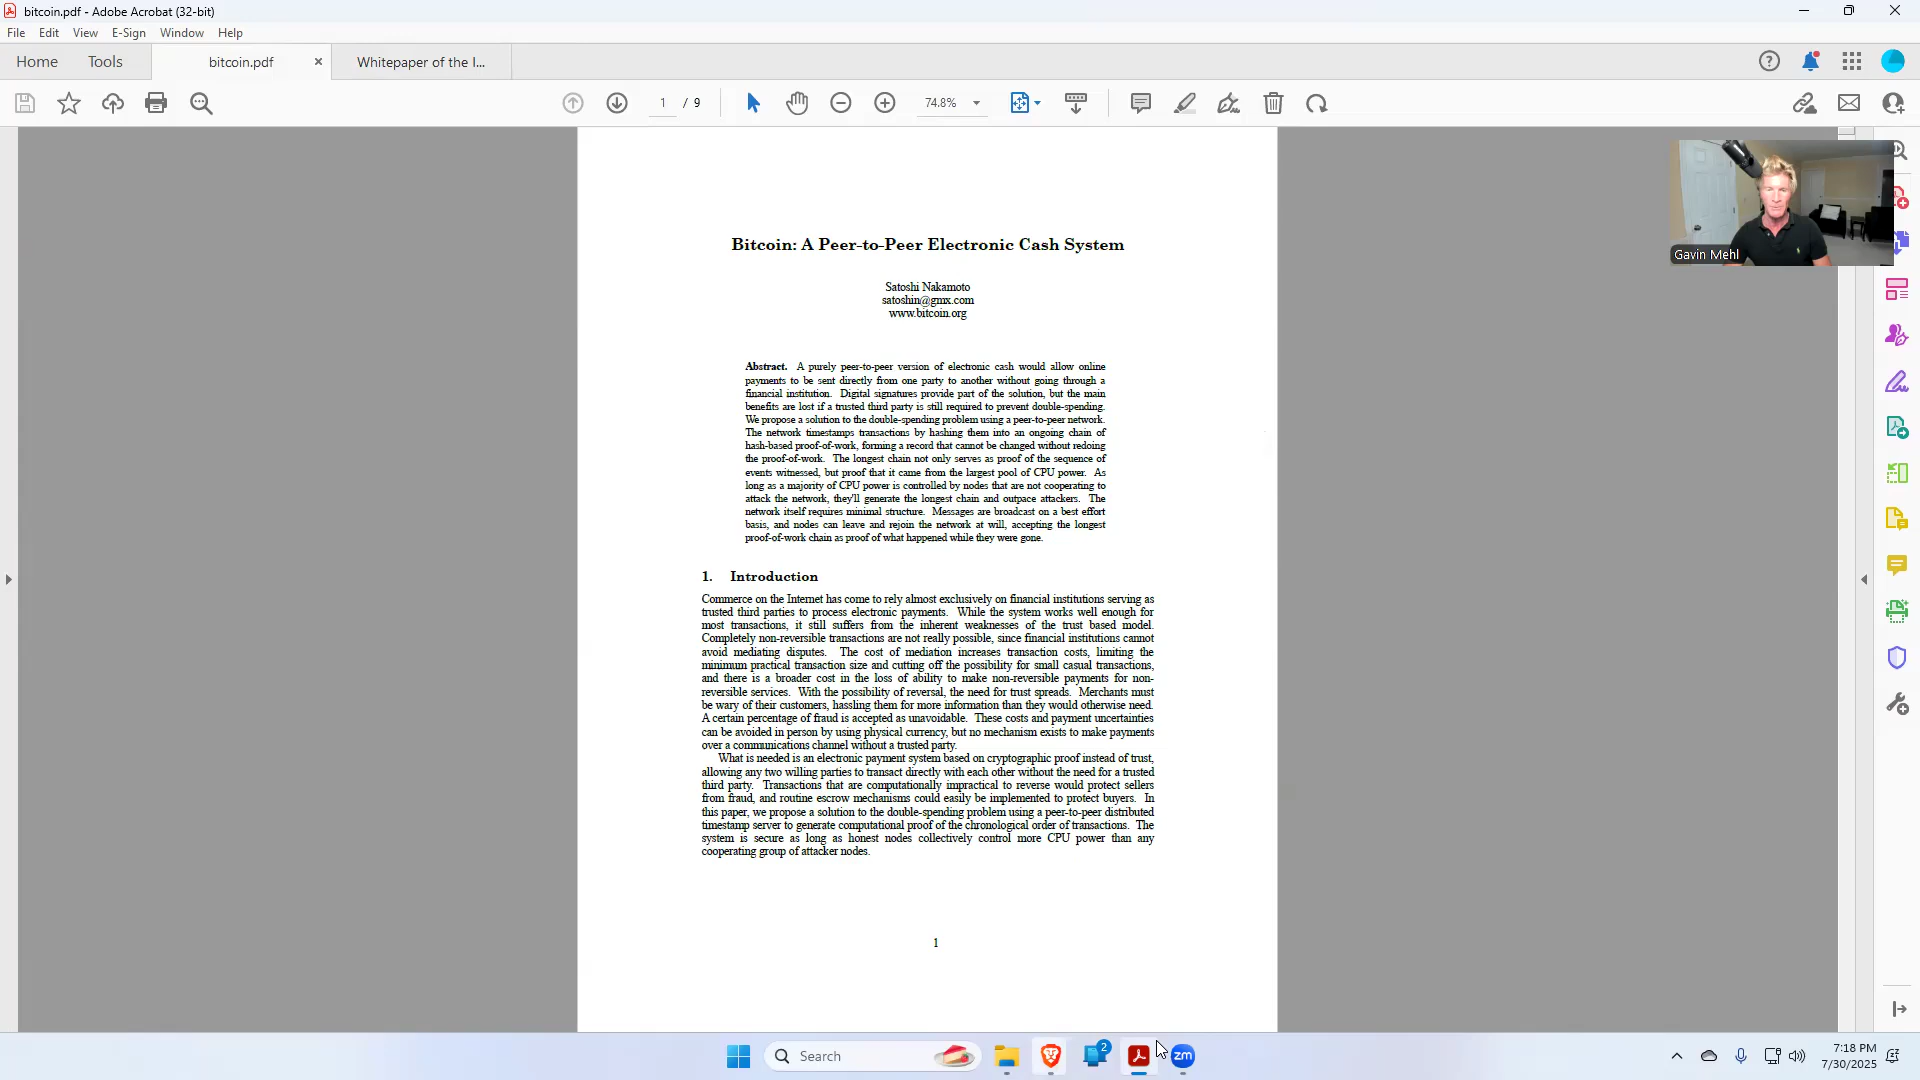 bitcoin.pdf - Adobe Acrobat (32-bit)
File Edit View E-Sign Window Help
Home Tools bitcoin.pdf Whitepaper of the I...
1 / 9 74.8%
Gavin Mehl
Bitcoin: A Peer-to-Peer Electronic Cash System
Satoshi Nakamoto
satoshin@gmx.com
www.bitcoin.org
Abstract. A purely peer-to-peer version of electronic cash would allow online
payments to be sent directly from one party to another without going through a
financial institution. Digital signatures provide part of the solution, but the main
benefits are lost if a trusted third party is still required to prevent double-spending.
We propose a solution to the double-spending problem using a peer-to-peer network.
The network timestamps transactions by hashing them into an ongoing chain of
hash-based proof-of-work, forming a record that cannot be changed without redoing
the proof-of-work. The longest chain not only serves as proof of the sequence of
events witnessed, but proof that it came from the largest pool of CPU power. As
long as a majority of CPU power is controlled by nodes that are not cooperating to
attack the network, they'll generate the longest chain and outpace attackers. The
network itself requires minimal structure. Messages are broadcast on a best effort
basis, and nodes can leave and rejoin the network at will, accepting the longest
proof-of-work chain as proof of what happened while they were gone.
1. Introduction
Commerce on the Internet has come to rely almost exclusively on financial institutions serving as
trusted third parties to process electronic payments. While the system works well enough for
most transactions, it still suffers from the inherent weaknesses of the trust based model.
Completely non-reversible transactions are not really possible, since financial institutions cannot
avoid mediating disputes. The cost of mediation increases transaction costs, limiting the
minimum practical transaction size and cutting off the possibility for small casual transactions,
and there is a broader cost in the loss of ability to make non-reversible payments for non-
reversible services. With the possibility of reversal, the need for trust spreads. Merchants must
be wary of their customers, hassling them for more information than they would otherwise need.
A certain percentage of fraud is accepted as unavoidable. These costs and payment uncertainties
can be avoided in person by using physical currency, but no mechanism exists to make payments
over a communications channel without a trusted party.
What is needed is an electronic payment system based on cryptographic proof instead of trust,
allowing any two willing parties to transact directly with each other without the need for a trusted
third party. Transactions that are computationally impractical to reverse would protect sellers
from fraud, and routine escrow mechanisms could easily be implemented to protect buyers. In
this paper, we propose a solution to the double-spending problem using a peer-to-peer distributed
timestamp server to generate computational proof of the chronological order of transactions. The
system is secure as long as honest nodes collectively control more CPU power than any
cooperating group of attacker nodes.
1
Search 2 zm 7:18 PM
7/30/2025